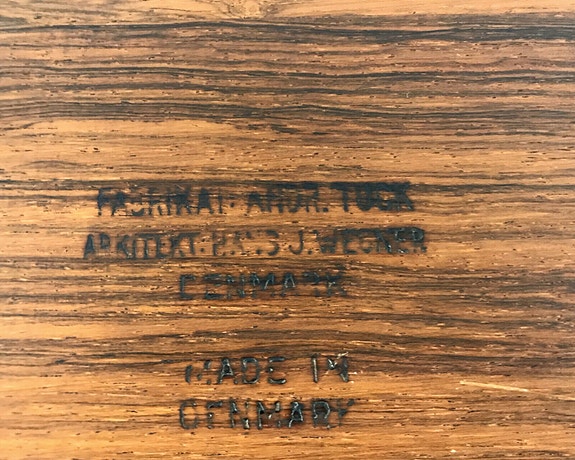 FABRIKAT: ANDR. TUCK
ARKITEKT: HANS J. WEGNER
DENMARK
MADE IN
DENMARK